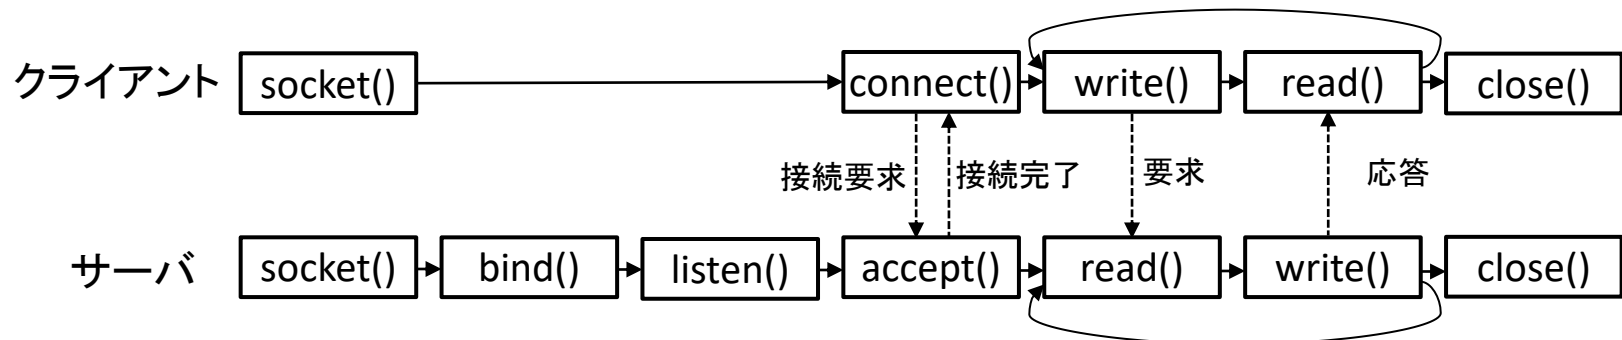 クライアント socket() connect() write() read() close()
接続要求 接続完了 要求 応答
サーバ socket() bind() listen() accept() read() write() close()